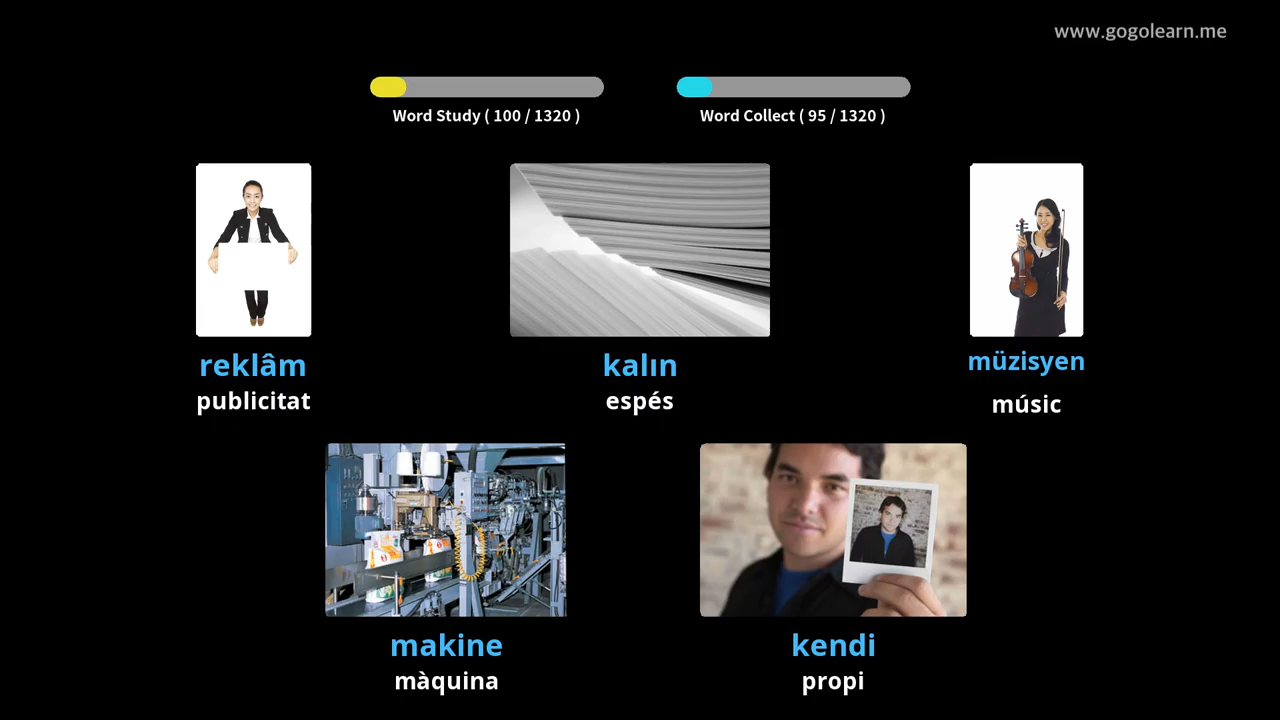 www.gogolearn.me
Word Study ( 100 / 1320 )
Word Collect ( 95 / 1320 )
reklâm
publicitat
kalın
espés
müzisyen
músic
makine
màquina
kendi
propi